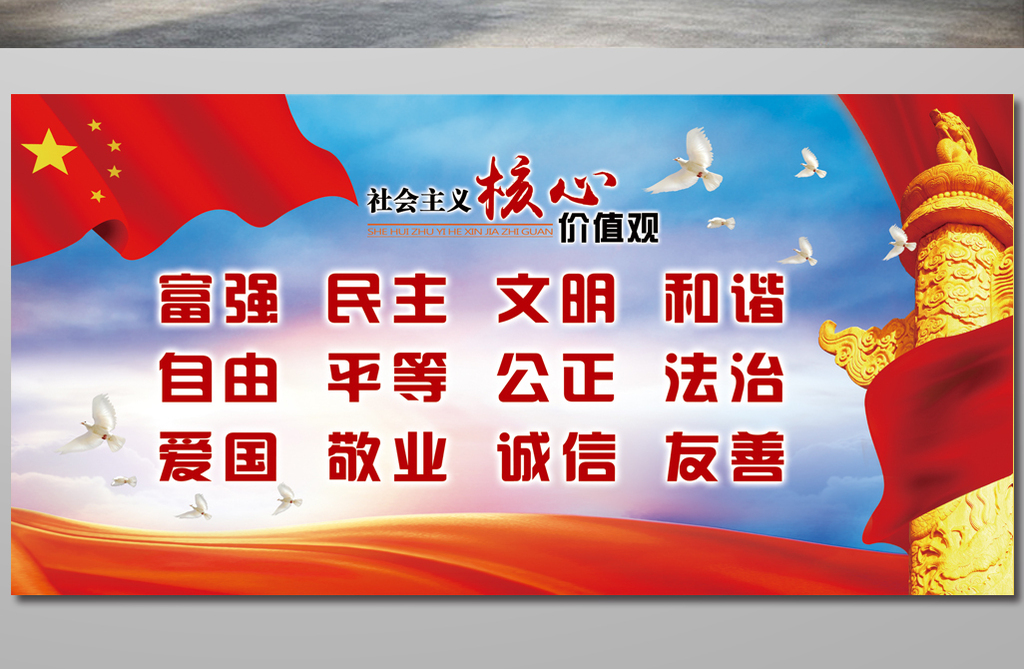 社会主义核心
SHE HUI ZHU YI HE XIN JIA ZHI GUAN
价值观
富强 民主 文明 和谐
自由 平等 公正 法治
爱国 敬业 诚信 友善